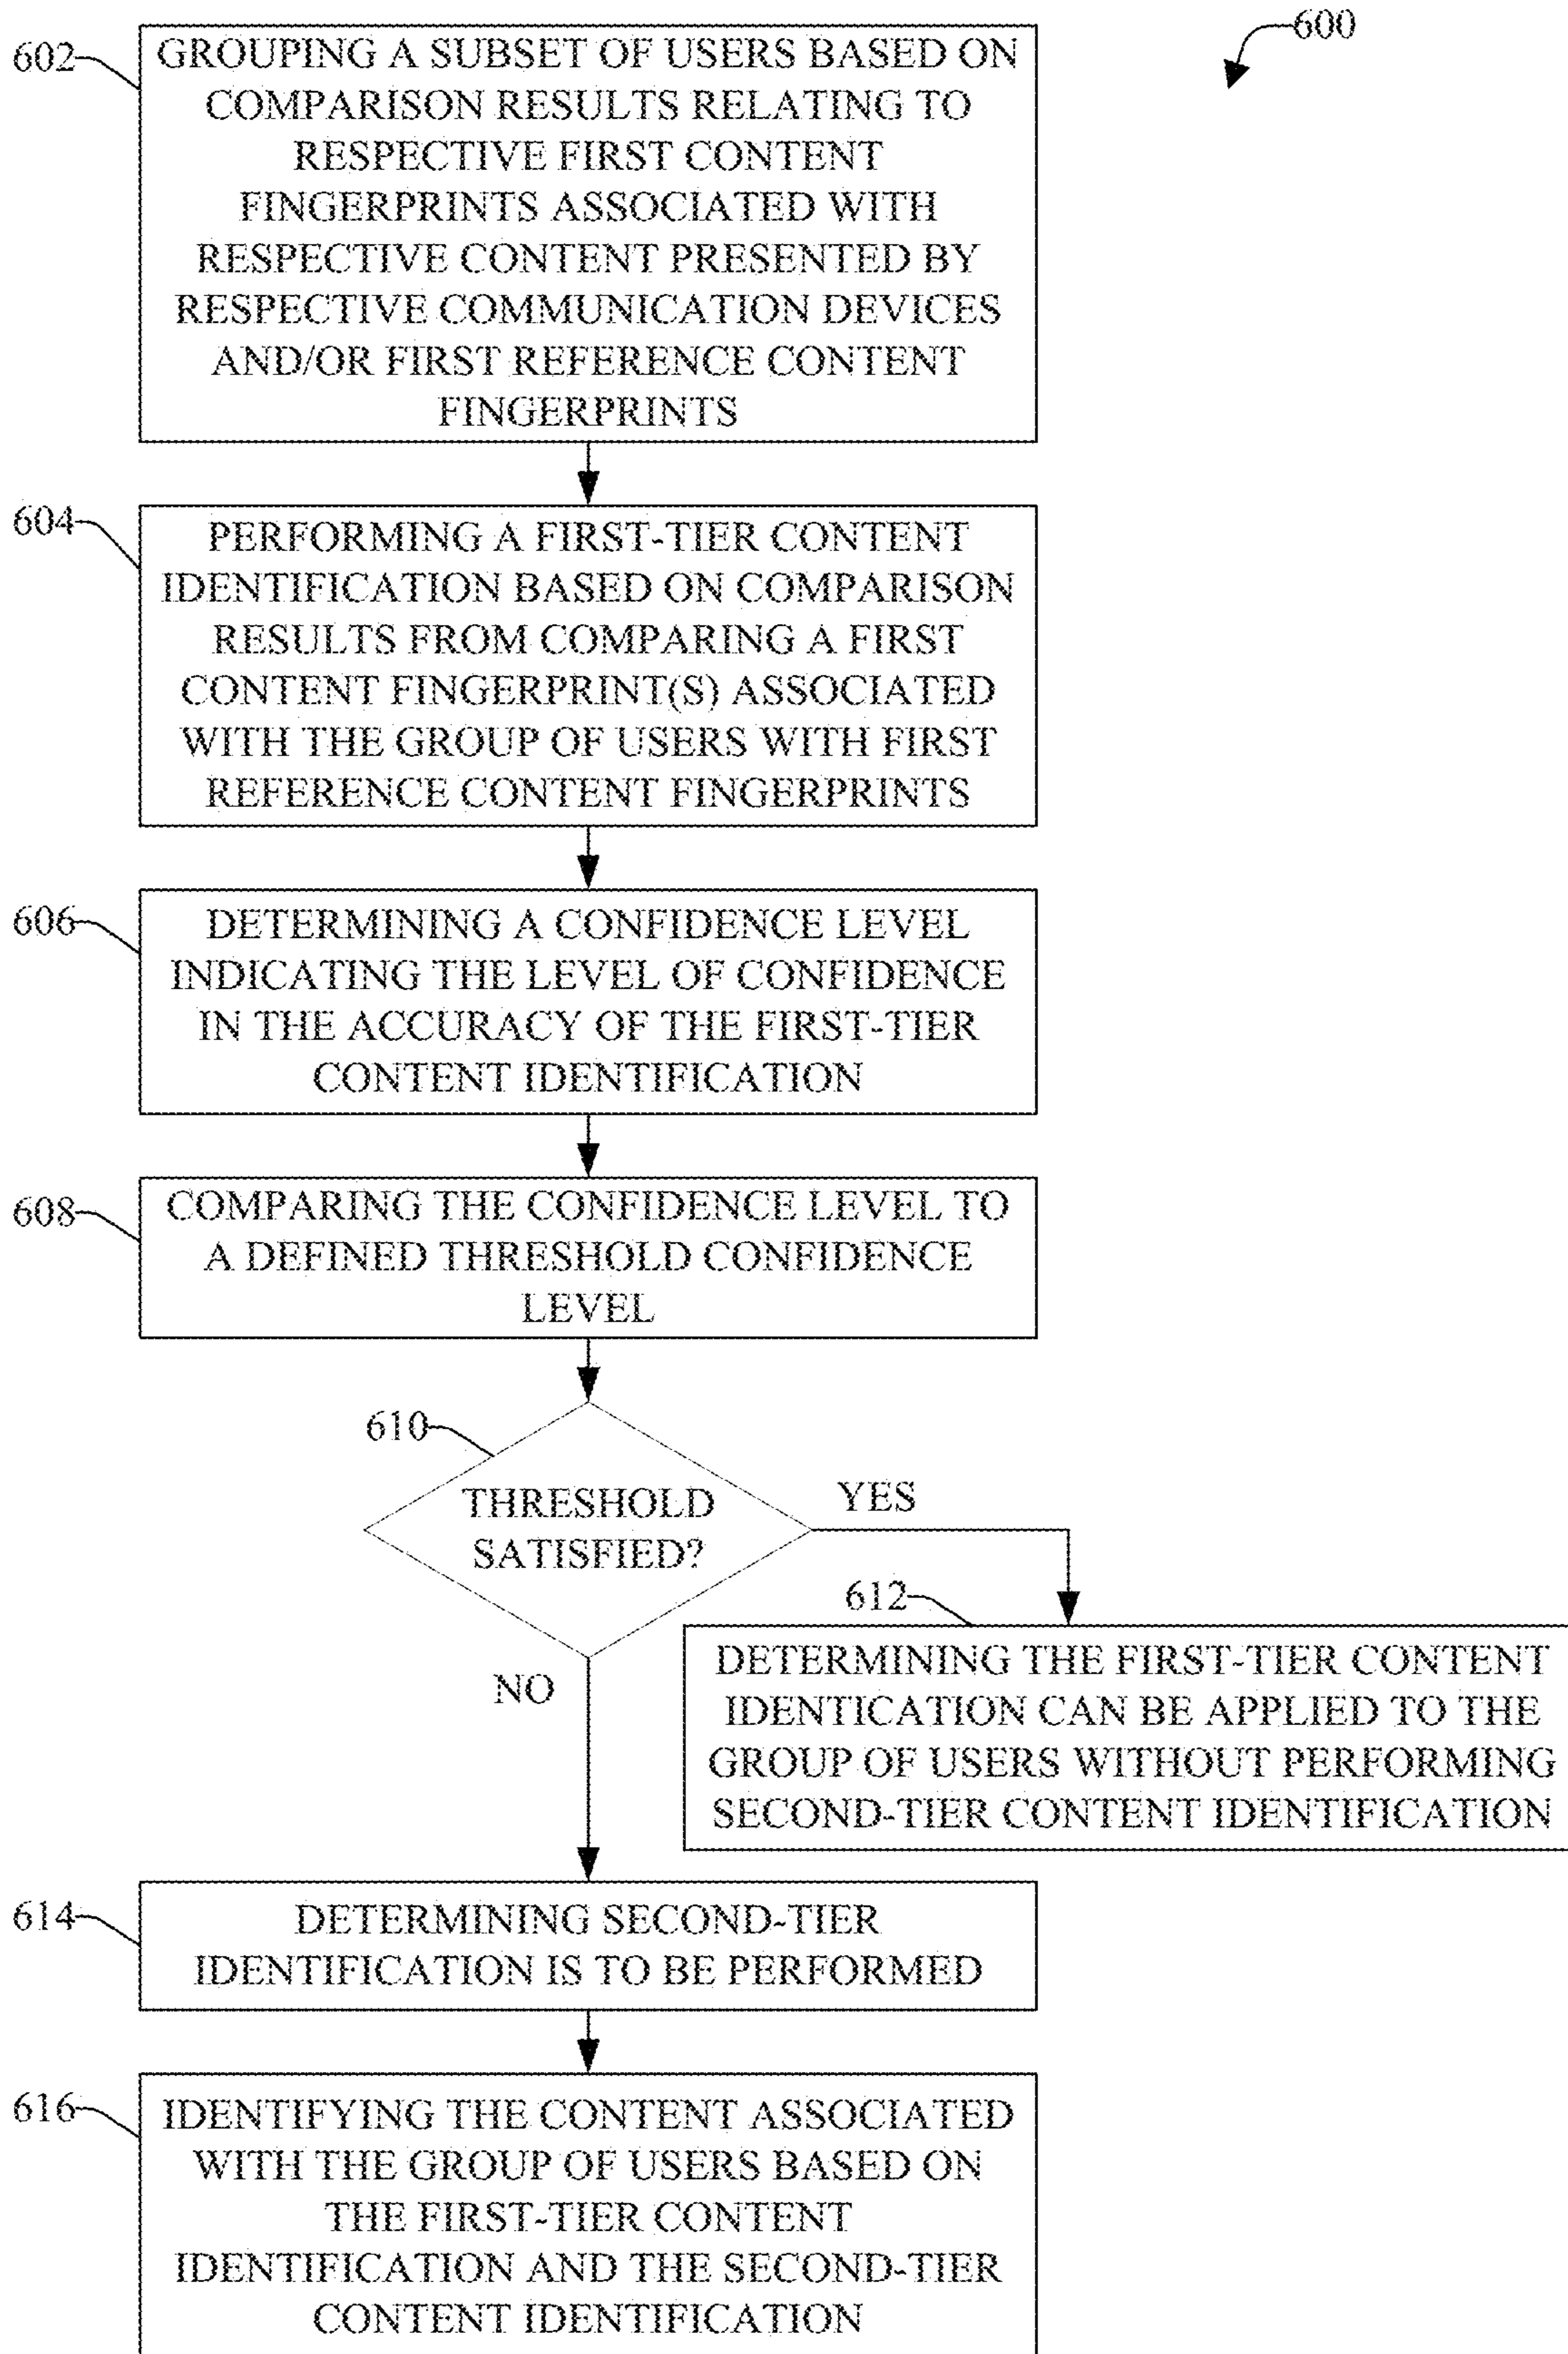 600
602
GROUPING A SUBSET OF USERS BASED ON
COMPARISON RESULTS RELATING TO
RESPECTIVE FIRST CONTENT
FINGERPRINTS ASSOCIATED WITH
RESPECTIVE CONTENT PRESENTED BY
RESPECTIVE COMMUNICATION DEVICES
AND/OR FIRST REFERENCE CONTENT
FINGERPRINTS
604
PERFORMING A FIRST-TIER CONTENT
IDENTIFICATION BASED ON COMPARISON
RESULTS FROM COMPARING A FIRST
CONTENT FINGERPRINT(S) ASSOCIATED
WITH THE GROUP OF USERS WITH FIRST
REFERENCE CONTENT FINGERPRINTS
606
DETERMINING A CONFIDENCE LEVEL
INDICATING THE LEVEL OF CONFIDENCE
IN THE ACCURACY OF THE FIRST-TIER
CONTENT IDENTIFICATION
608
COMPARING THE CONFIDENCE LEVEL TO
A DEFINED THRESHOLD CONFIDENCE
LEVEL
610
THRESHOLD
SATISFIED?
YES
612
DETERMINING THE FIRST-TIER CONTENT
IDENTICATION CAN BE APPLIED TO THE
GROUP OF USERS WITHOUT PERFORMING
SECOND-TIER CONTENT IDENTIFICATION
NO
614
DETERMINING SECOND-TIER
IDENTIFICATION IS TO BE PERFORMED
616
IDENTIFYING THE CONTENT ASSOCIATED
WITH THE GROUP OF USERS BASED ON
THE FIRST-TIER CONTENT
IDENTIFICATION AND THE SECOND-TIER
CONTENT IDENTIFICATION